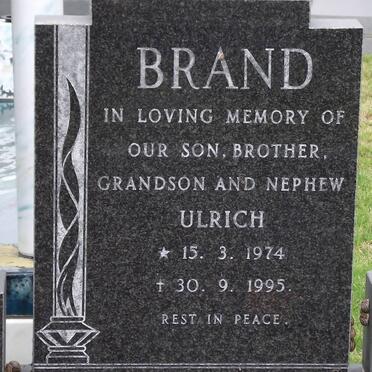 BRAND
IN LOVING MEMORY OF
OUR SON, BROTHER,
GRANDSON AND NEPHEW
ULRICH
★ 15. 3. 1974
† 30. 9. 1995.
REST IN PEACE.